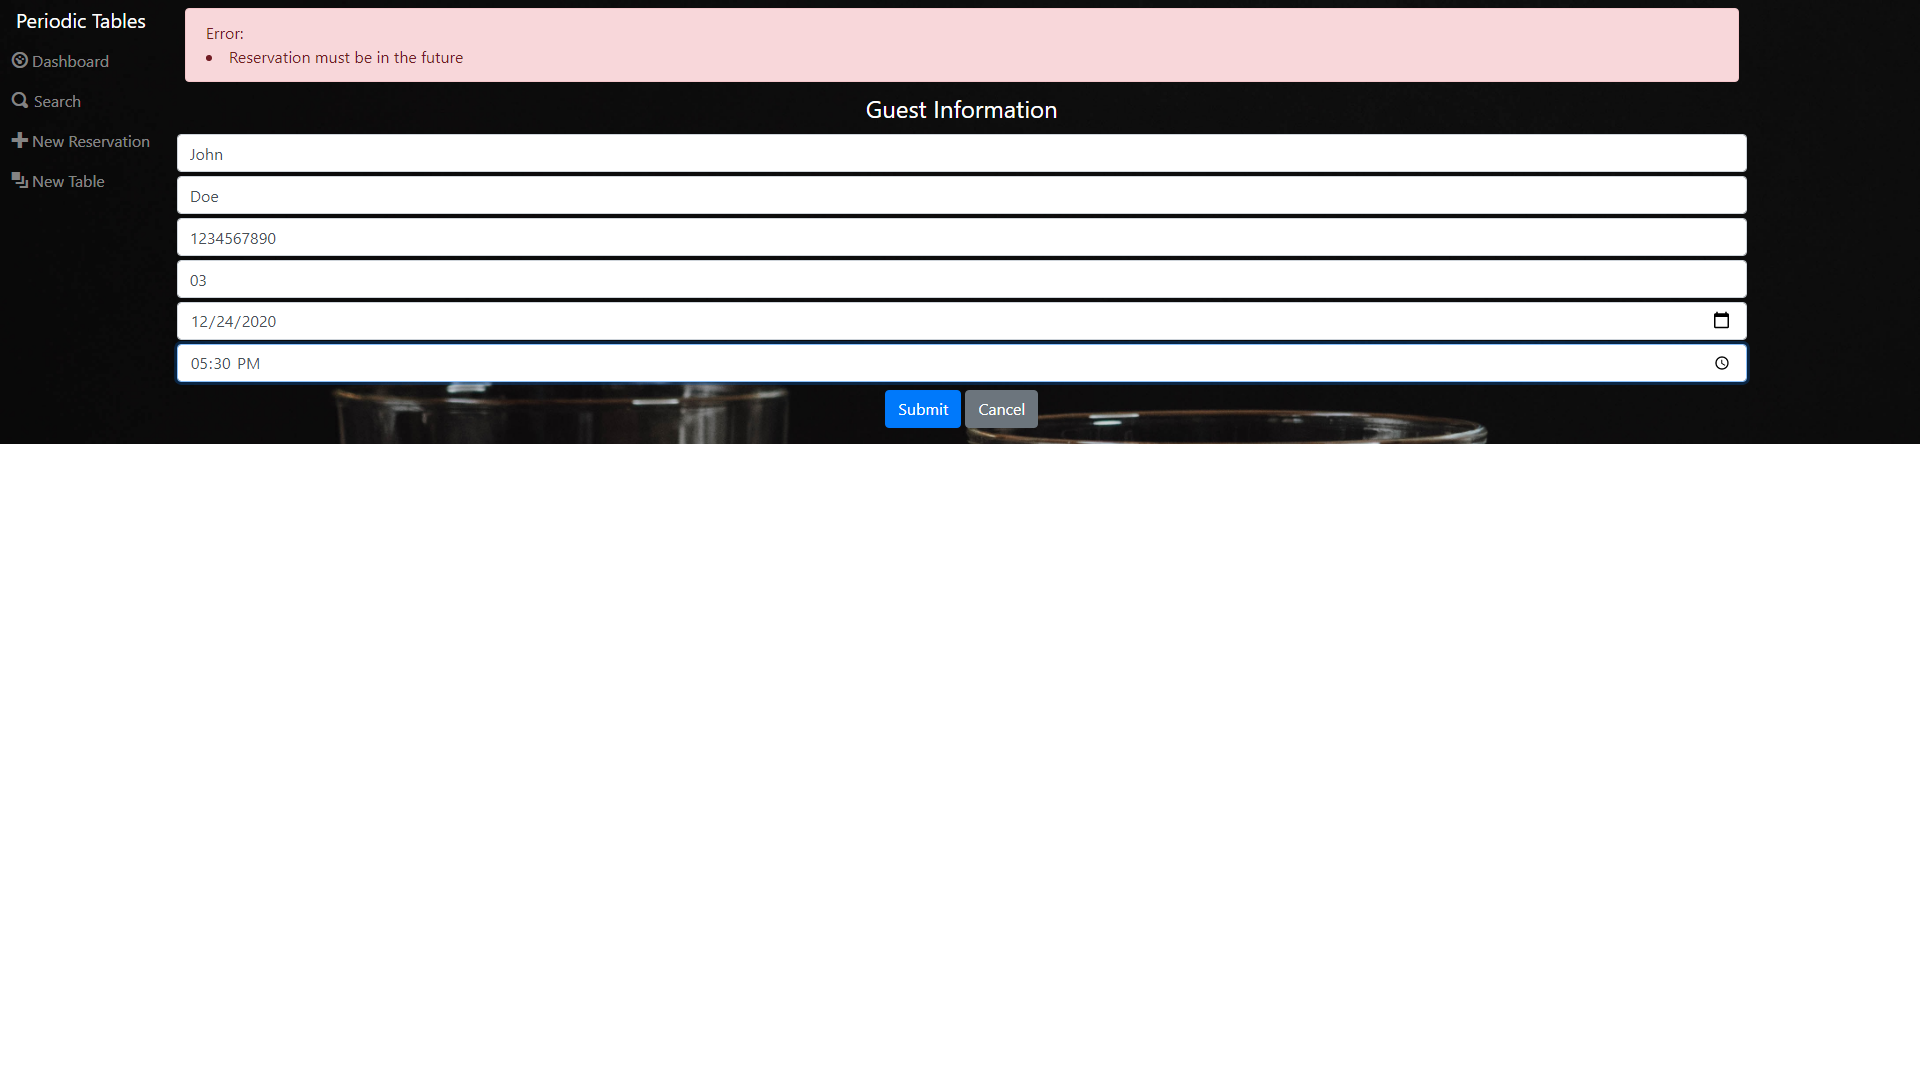 Periodic Tables
Dashboard
Search
New Reservation
New Table
Error:
Reservation must be in the future
Guest Information
John
Doe
1234567890
03
12/24/2020
05:30 PM
Submit Cancel